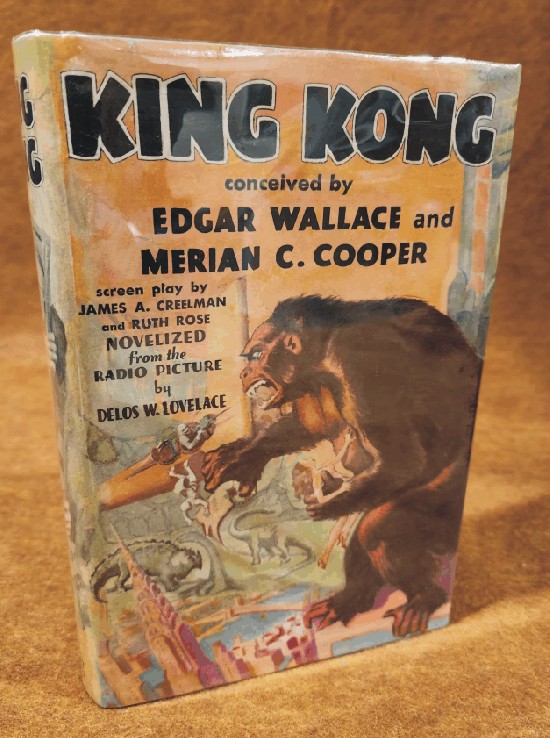 KING KONG
conceived by
EDGAR WALLACE and
MERIAN C. COOPER
screen play by
JAMES A. CREELMAN
and RUTH ROSE
NOVELIZED
from the
RADIO PICTURE
by
DELOS W. LOVELACE